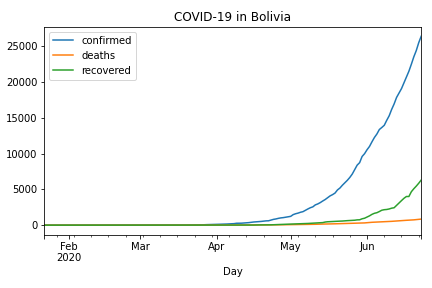 COVID-19 in Bolivia
confirmed
deaths
recovered
25000
20000
15000
10000
5000
0
Feb Mar Apr May Jun
2020
Day